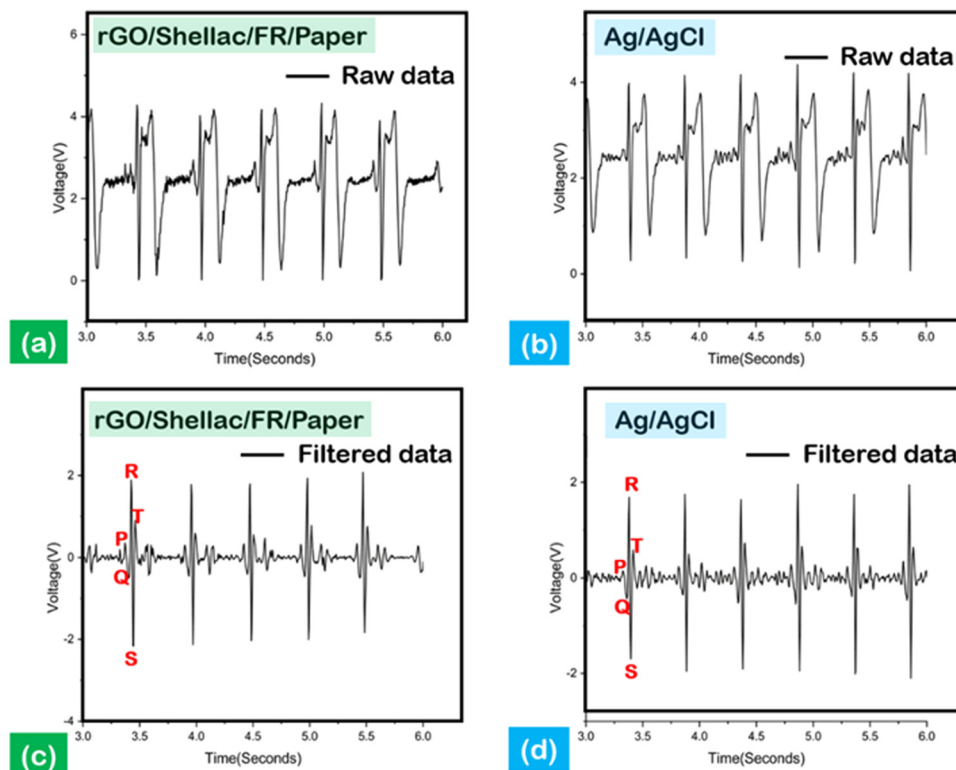 rGO/Shellac/FR/Paper
Raw data
6
4
2
0
Voltage(V)
3.0 3.5 4.0 4.5 5.0 5.5 6.0
Time(Seconds)
(a)
Ag/AgCl
Raw data
4
2
0
Voltage(V)
3.0 3.5 4.0 4.5 5.0 5.5 6.0
Time(Seconds)
(b)
rGO/Shellac/FR/Paper
Filtered data
R
T
P
Q
S
2
0
-2
-4
Voltage(V)
3.0 3.5 4.0 4.5 5.0 5.5 6.0
Time(Seconds)
(c)
Ag/AgCl
Filtered data
R
T
P
Q
S
2
0
-2
Voltage(V)
3.0 3.5 4.0 4.5 5.0 5.5 6.0
Time(Seconds)
(d)